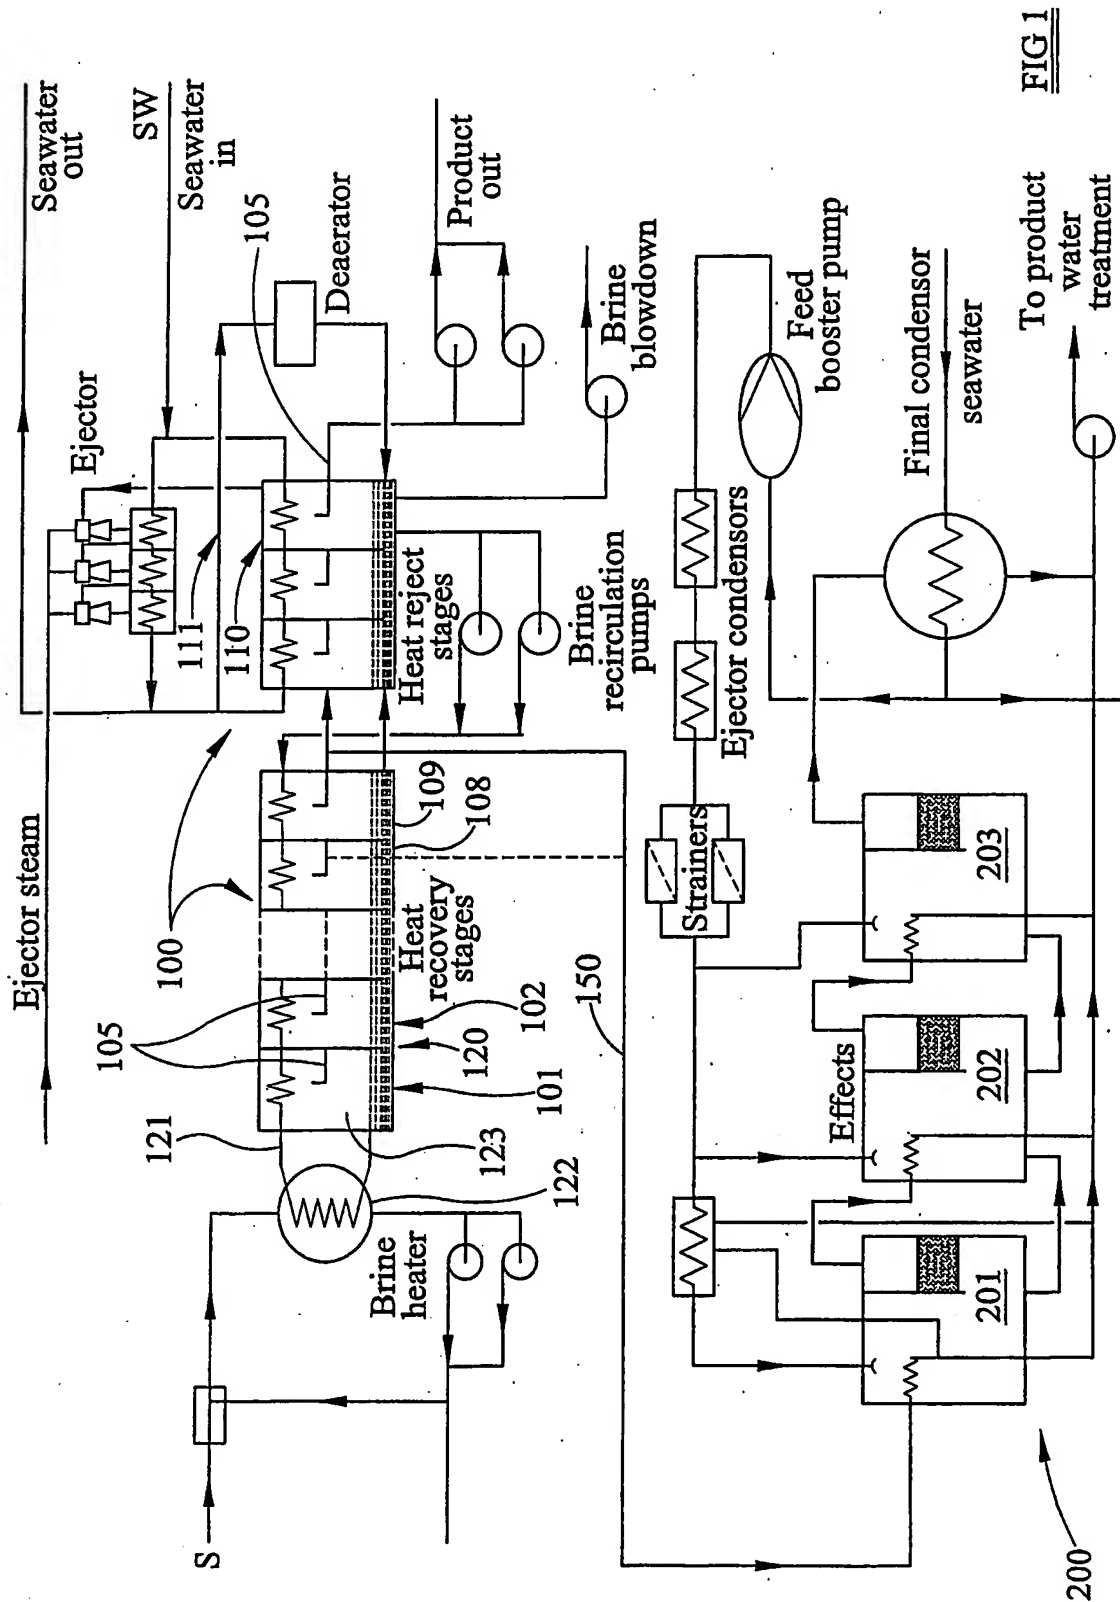 Ejector steam
Seawater
out
SW
Seawater
in
Ejector
111
110
100
105
Deaerator
Product
out
Brine
blowdown
Heat reject
stages
Brine
recirculation
pumps
105
121
123
122
Brine
heater
S
101
120
102
Heat
recovery
stages
108
109
150
Strainers
Ejector condensors
Feed
booster pump
Final condensor
seawater
To product
water
treatment
Effects
201
202
203
200
FIG 1